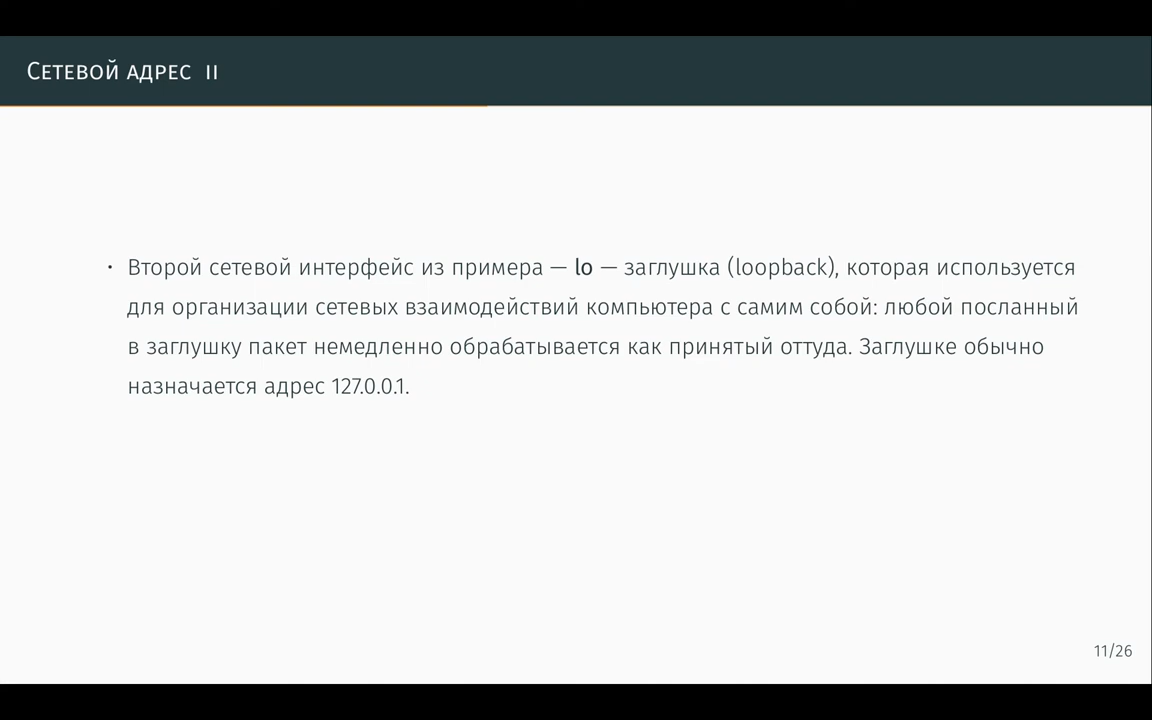 Сетевой адрес II
• Второй сетевой интерфейс из примера — lo — заглушка (loopback), которая используется
для организации сетевых взаимодействий компьютера с самим собой: любой посланный
в заглушку пакет немедленно обрабатывается как принятый оттуда. Заглушке обычно
назначается адрес 127.0.0.1.
11/26